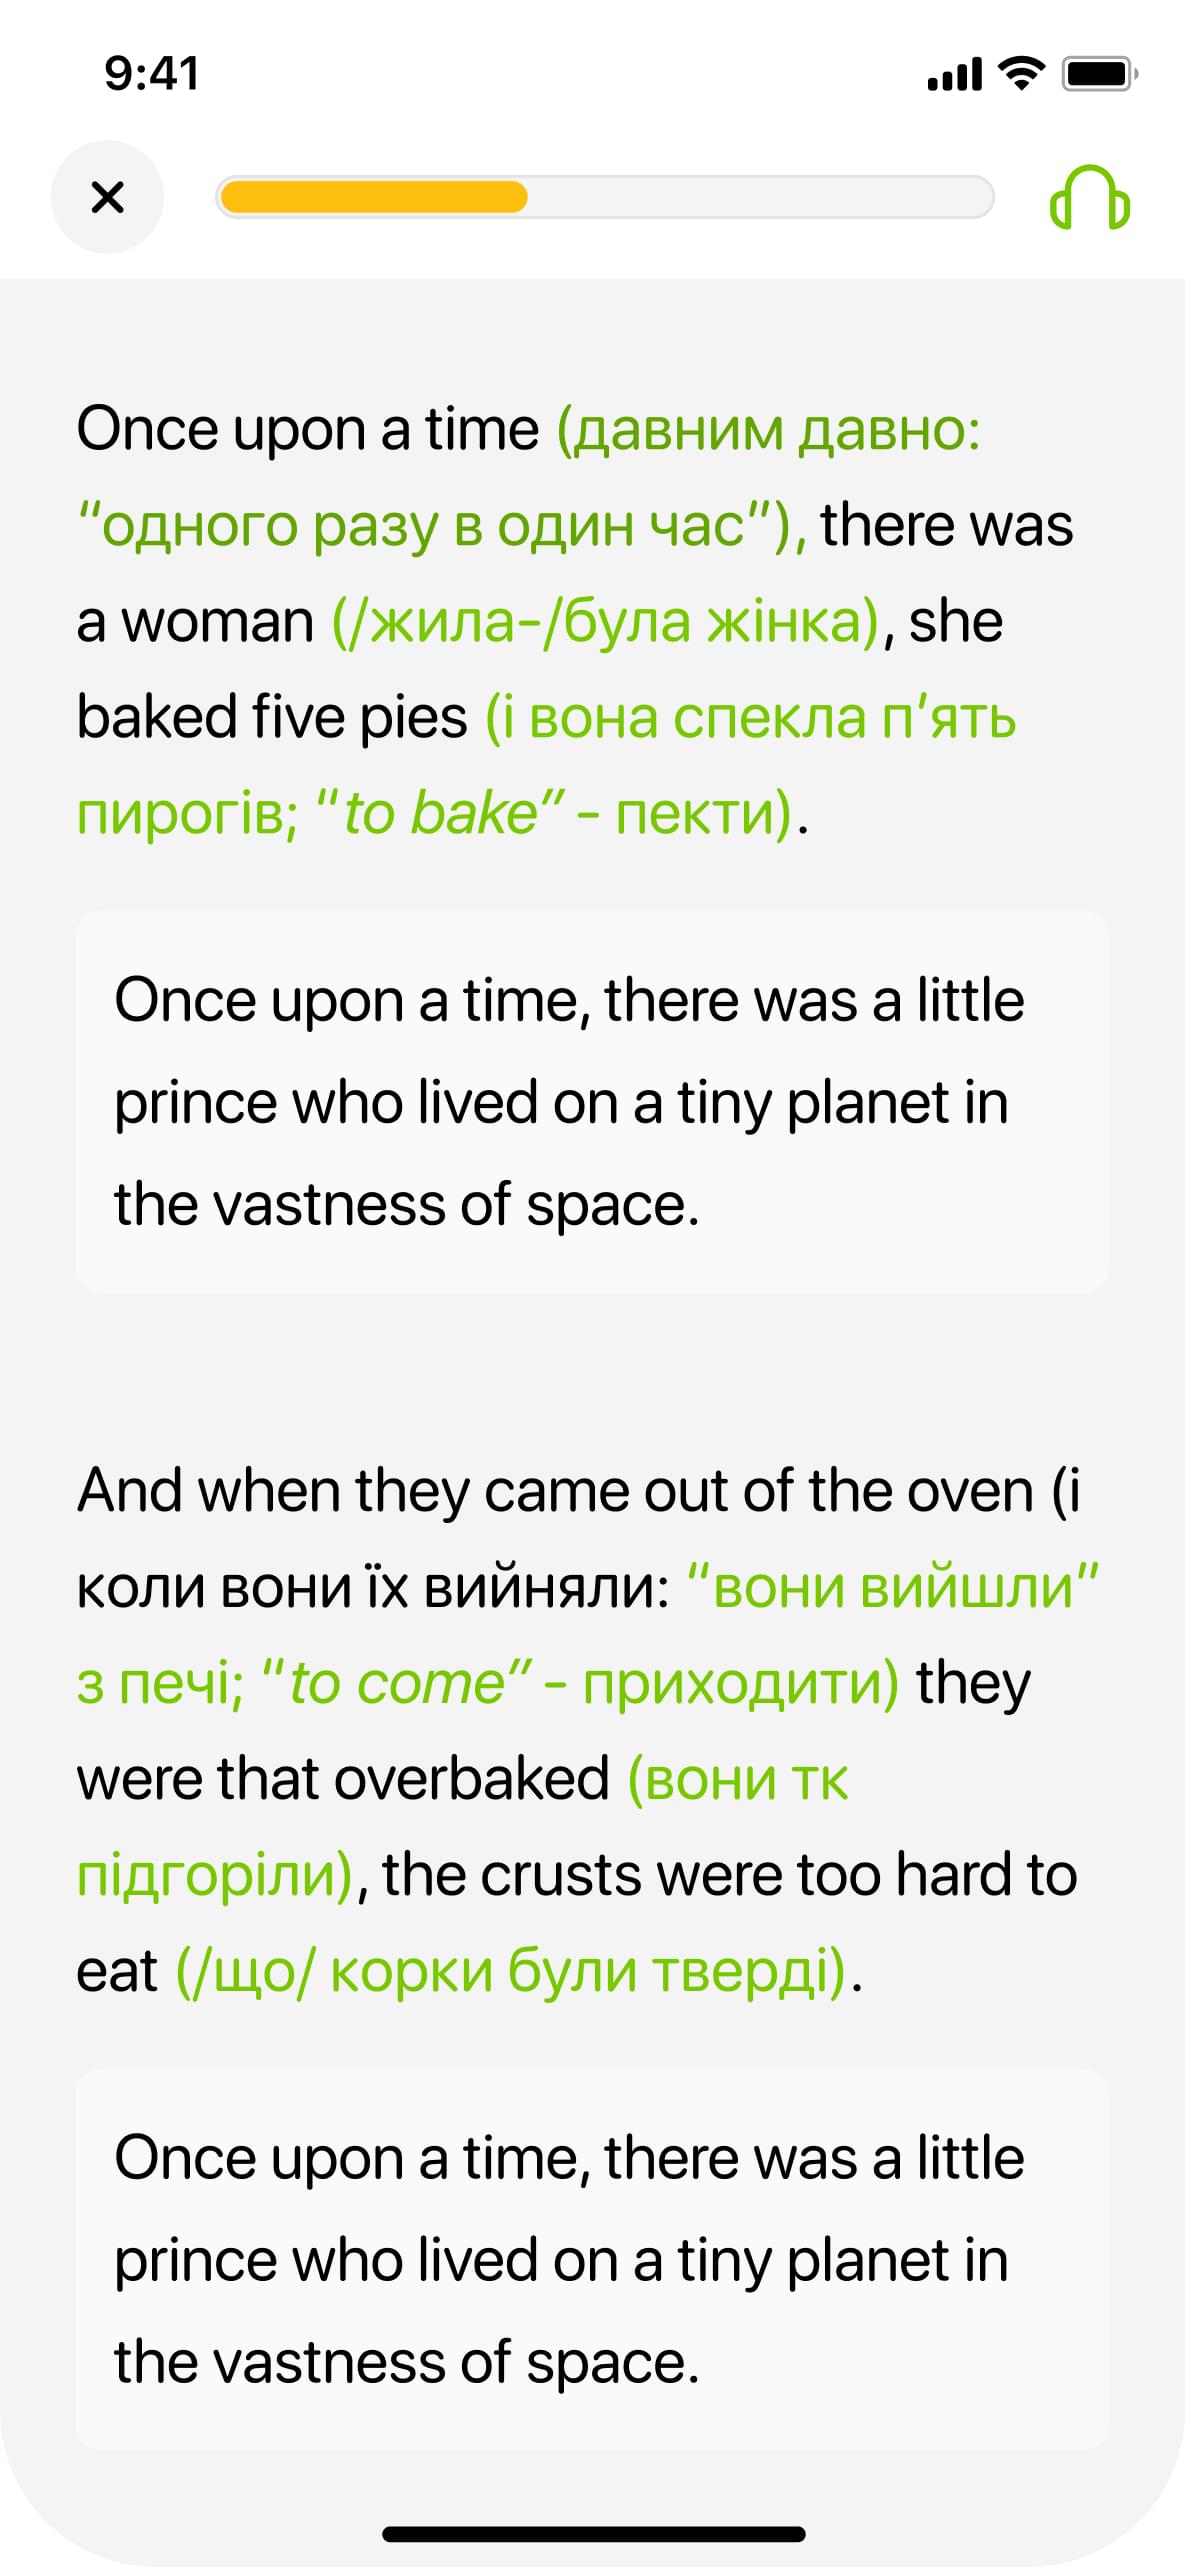 9:41
Once upon a time (давним давно:
“одного разу в один час”), there was
a woman (/жила-/була жінка), she
baked five pies (і вона спекла п’ять
пирогів; “to bake” - пекти).
Once upon a time, there was a little
prince who lived on a tiny planet in
the vastness of space.
And when they came out of the oven (і
коли вони їх вийняли: “вони вийшли”
з печі; “to come” - приходити) they
were that overbaked (вони тк
підгоріли), the crusts were too hard to
eat (/що/ корки були тверді).
Once upon a time, there was a little
prince who lived on a tiny planet in
the vastness of space.